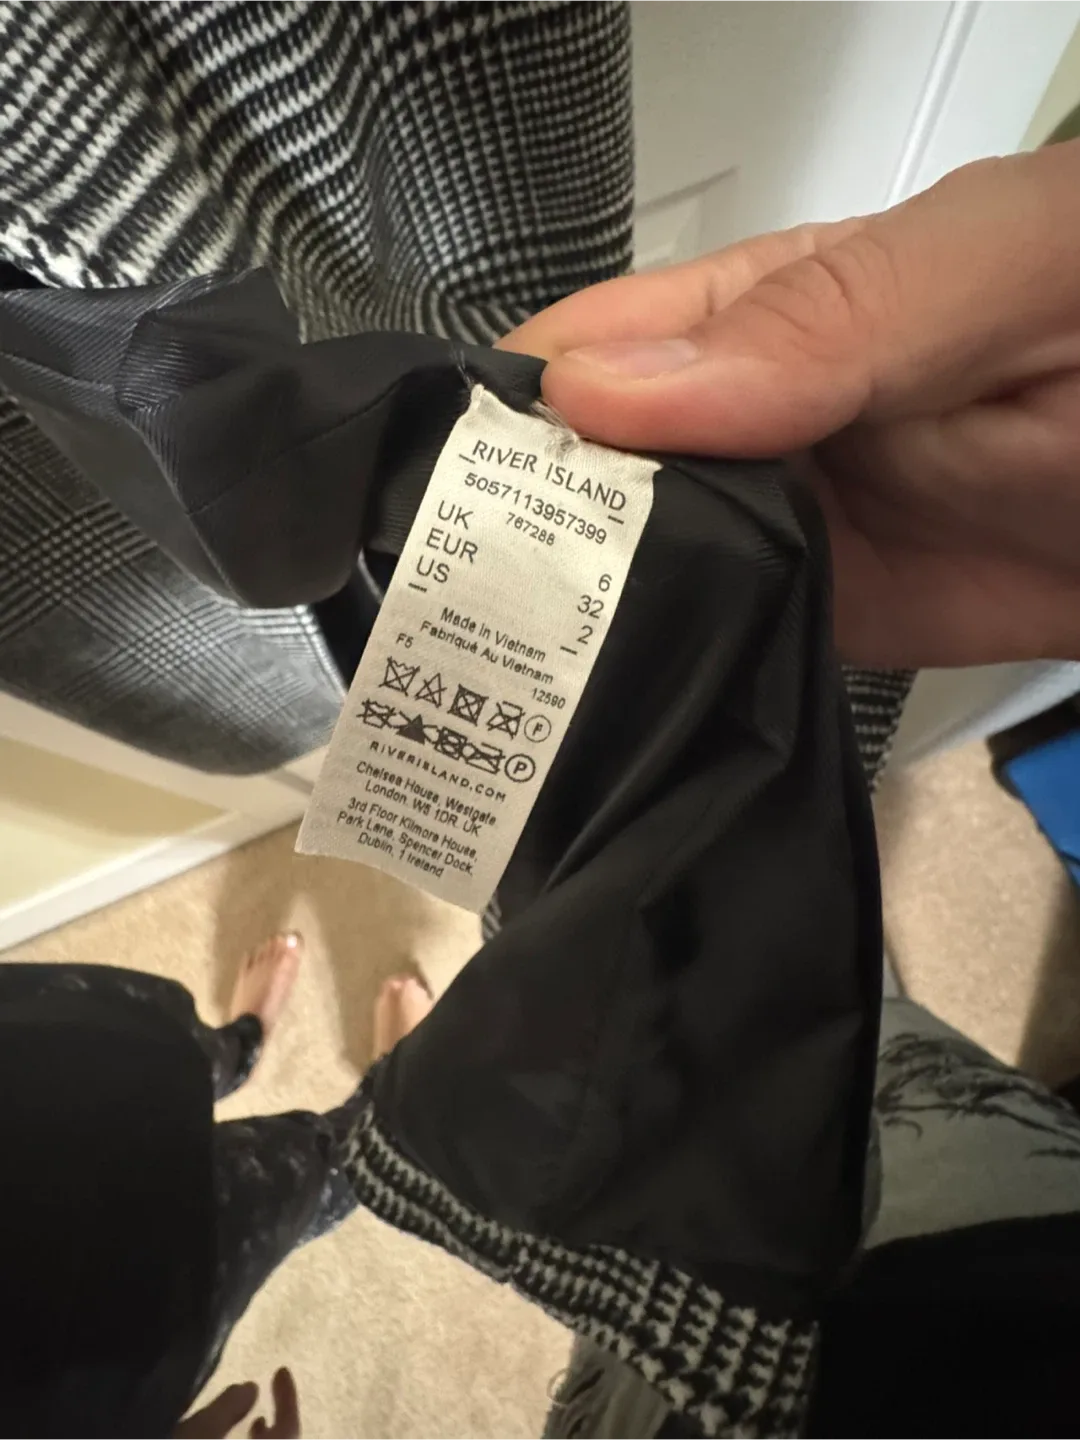 RIVER ISLAND
5057113957399
767288
UK 6
EUR 32
US 2
Made in Vietnam
Fabriqué Au Vietnam
F5
12590
F
P
RIVERISLAND.COM
Chelsea House, Westgate
London. W5 1DR. UK
3rd Floor Kilmore House,
Park Lane, Spencer Dock,
Dublin, 1 Ireland